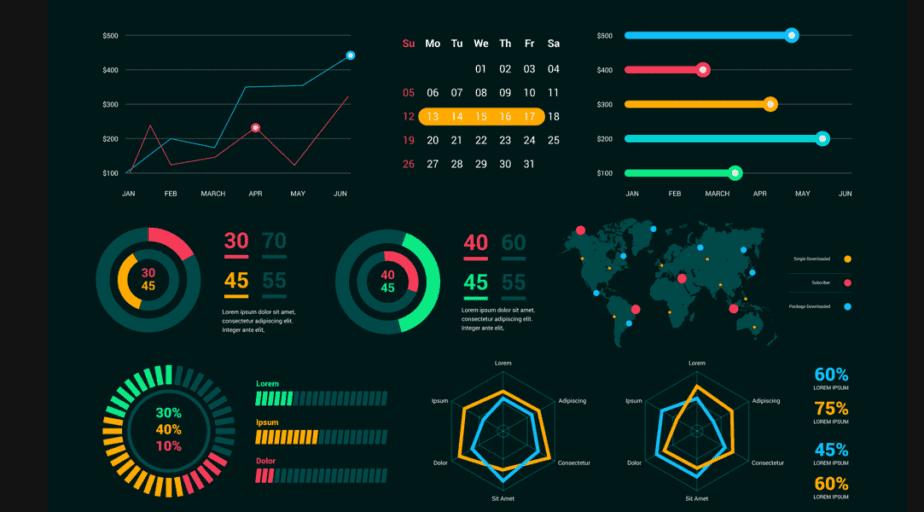 $500
$400
$300
$200
$100
JAN FEB MARCH APR MAY JUN
Su Mo Tu We Th Fr Sa
01 02 03 04
05 06 07 08 09 10 11
12 13 14 15 16 17 18
19 20 21 22 23 24 25
26 27 28 29 30 31
$500
$400
$300
$200
$100
JAN FEB MARCH APR MAY JUN
30
45
30 70
45 55
Lorem ipsum dolor sit amet,
consectetur adipiscing elit.
Integer ante elit,
40
45
40 60
45 55
Lorem ipsum dolor sit amet,
consectetur adipiscing elit.
Integer ante elit,
Single Downloaded
Subcriber
Package Downloaded
30%
40%
10%
Lorem
Ipsum
Dolor
Lorem
Ipsum Adipiscing
Dolor Consectetur
Sit Amet
Lorem
Ipsum Adipiscing
Dolor Consectetur
Sit Amet
60%
LOREM IPSUM
75%
LOREM IPSUM
45%
LOREM IPSUM
60%
LOREM IPSUM